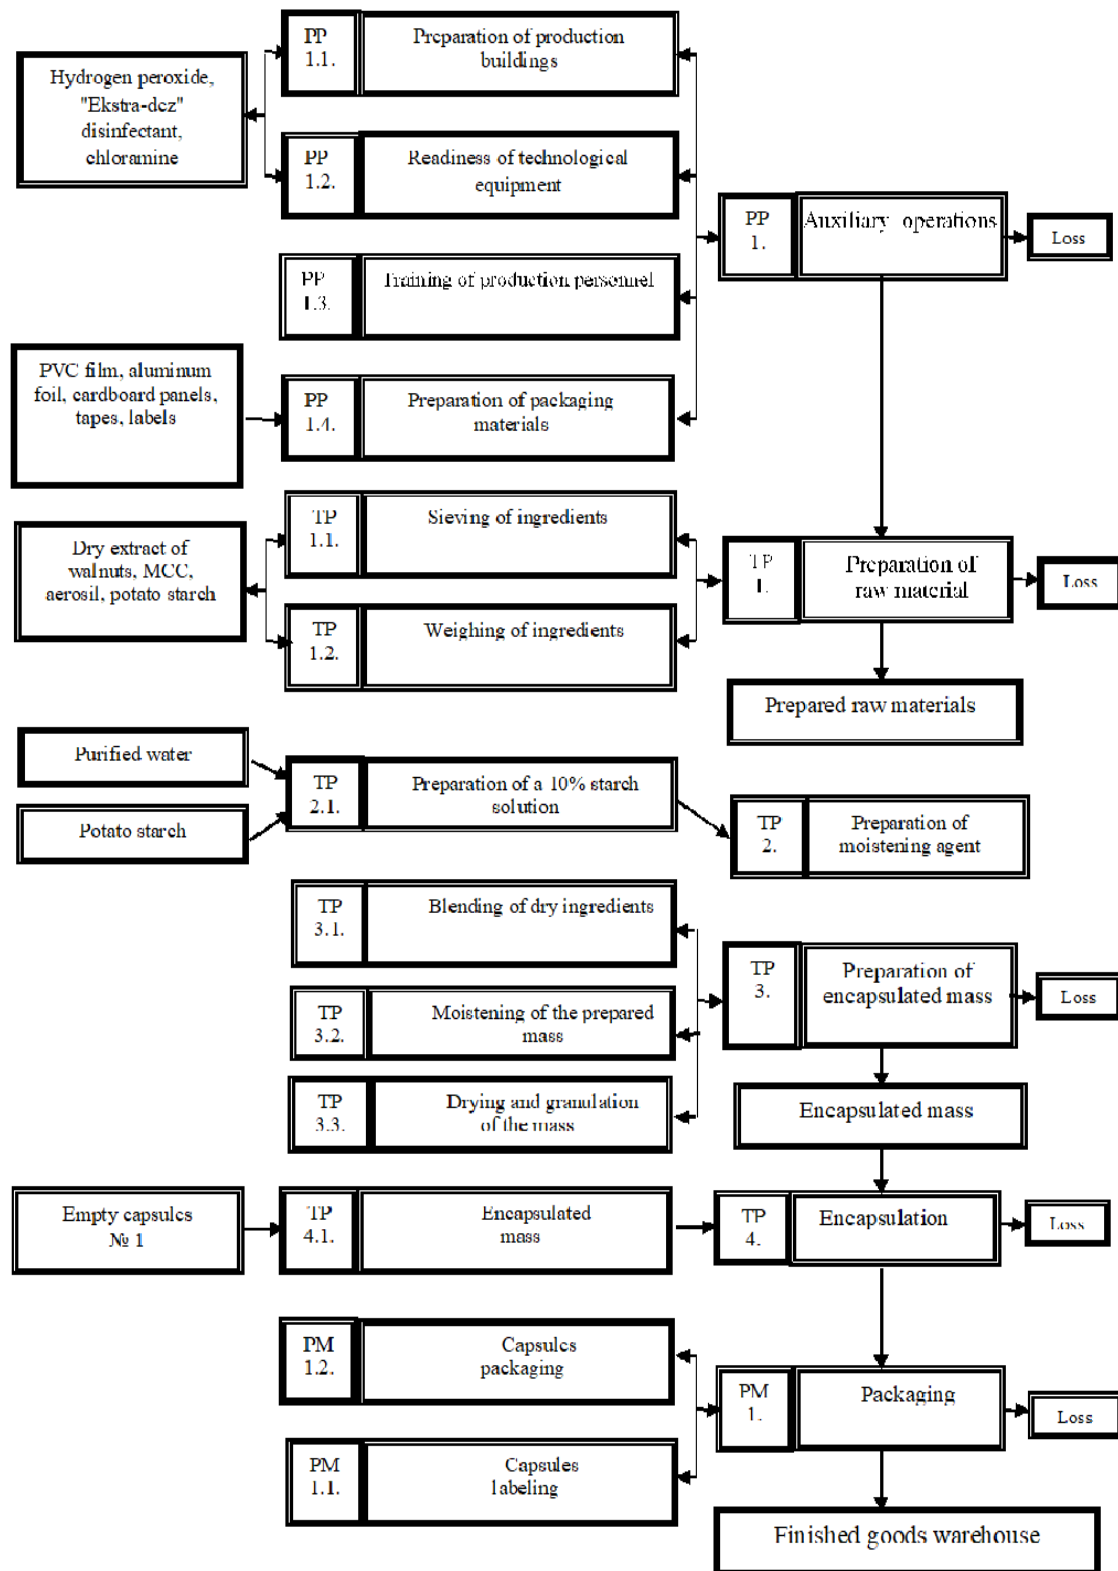 PP
1.1.
Preparation of production
buildings
Hydrogen peroxide,
"Ekstra-dez"
disinfectant,
chloramine
PP
1.2.
Readiness of technological
equipment
PP
1.
Auxiliary operations
Loss
PP
1.3.
Training of production personnel
PVC film, aluminum
foil, cardboard panels,
tapes, labels
PP
1.4.
Preparation of packaging
materials
TP
1.1.
Sieving of ingredients
Dry extract of
walnuts, MCC,
aerosil, potato starch
TP
1.
Preparation of
raw material
Loss
TP
1.2.
Weighing of ingredients
Prepared raw materials
Purified water
Potato starch
TP
2.1.
Preparation of a 10% starch
solution
TP
2.
Preparation of
moistening agent
TP
3.1.
Blending of dry ingredients
TP
3.
Preparation of
encapsulated mass
Loss
TP
3.2.
Moistening of the prepared
mass
TP
3.3.
Drying and granulation
of the mass
Encapsulated mass
Empty capsules
№ 1
TP
4.1.
Encapsulated
mass
TP
4.
Encapsulation
Loss
PM
1.2.
Capsules
packaging
PM
1.
Packaging
Loss
PM
1.1.
Capsules
labeling
Finished goods warehouse